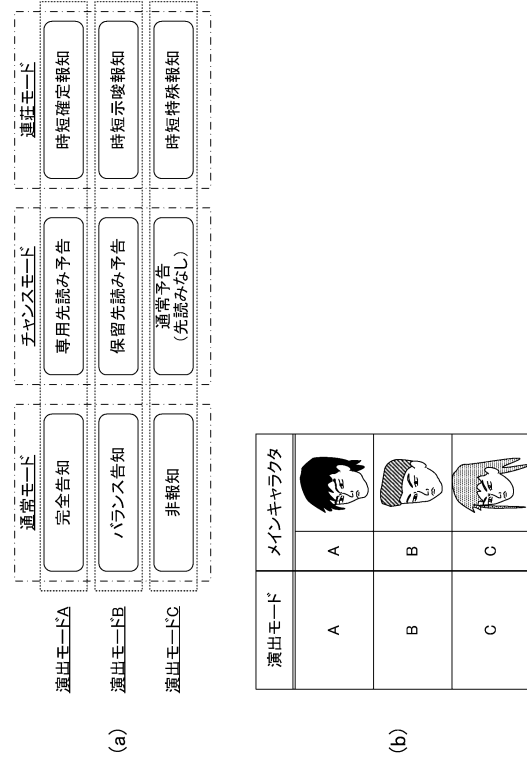 (a)
通常モード チャンスモード 連荘モード
演出モードA 完全告知 専用先読み予告 時短確定報知
演出モードB バランス告知 保留先読み予告 時短示唆報知
演出モードC 非報知 通常予告 時短特殊報知
(先読みなし)
(b)
演出モード メインキャラクタ
A A
B B
C C